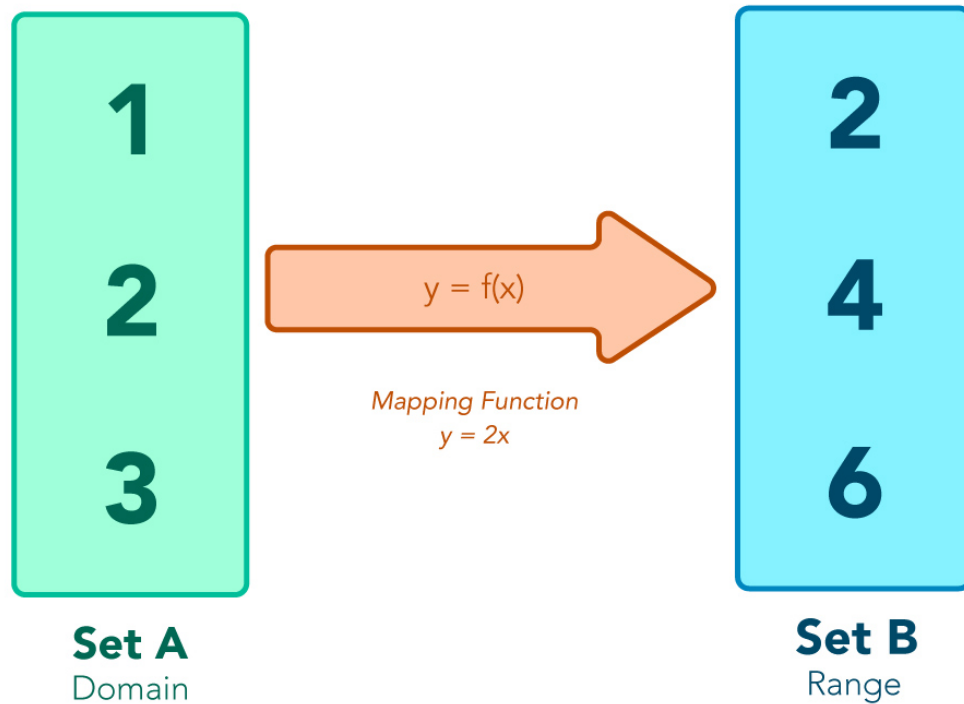 1
2
3
Set A
Domain
y = f(x)
Mapping Function
y = 2x
2
4
6
Set B
Range